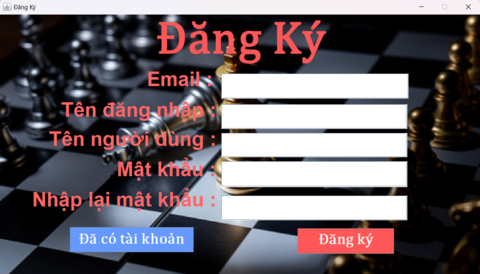 Đăng Ký
Đăng Ký
Email :
Tên đăng nhập :
Tên người dùng :
Mật khẩu :
Nhập lại mật khẩu :
Đã có tài khoản
Đăng ký